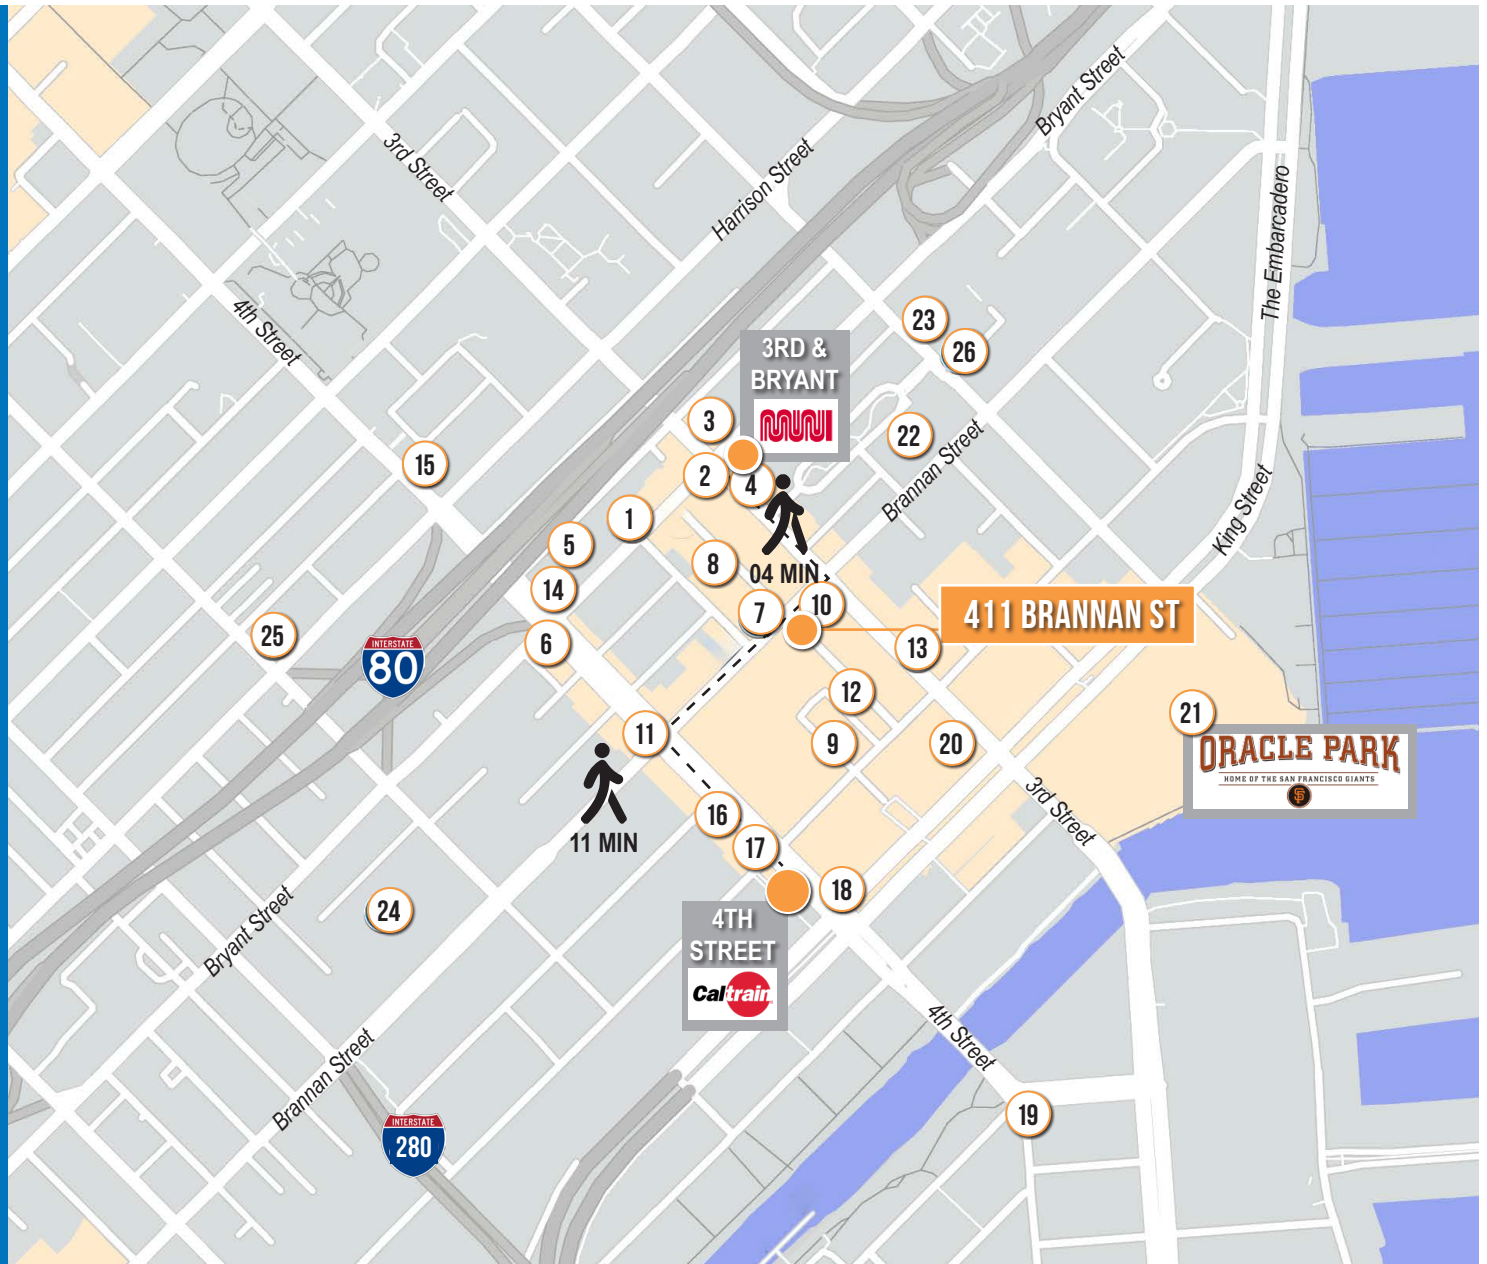 Bryant Street
3rd Street
Harrison Street
The Embarcadero
4th Street
23
26
3RD &
BRYANT
MUNI
3
22
15
2
4
Brannan Street
King Street
1
5
8
04 MIN
14
7
10
411 BRANNAN ST
25
INTERSTATE
80
6
13
12
21
11
9
20
ORACLE PARK
HOME OF THE SAN FRANCISCO GIANTS
SF
3rd Street
16
11 MIN
17
18
24
4TH
STREET
Caltrain
Bryant Street
4th Street
Brannan Street
19
INTERSTATE
280